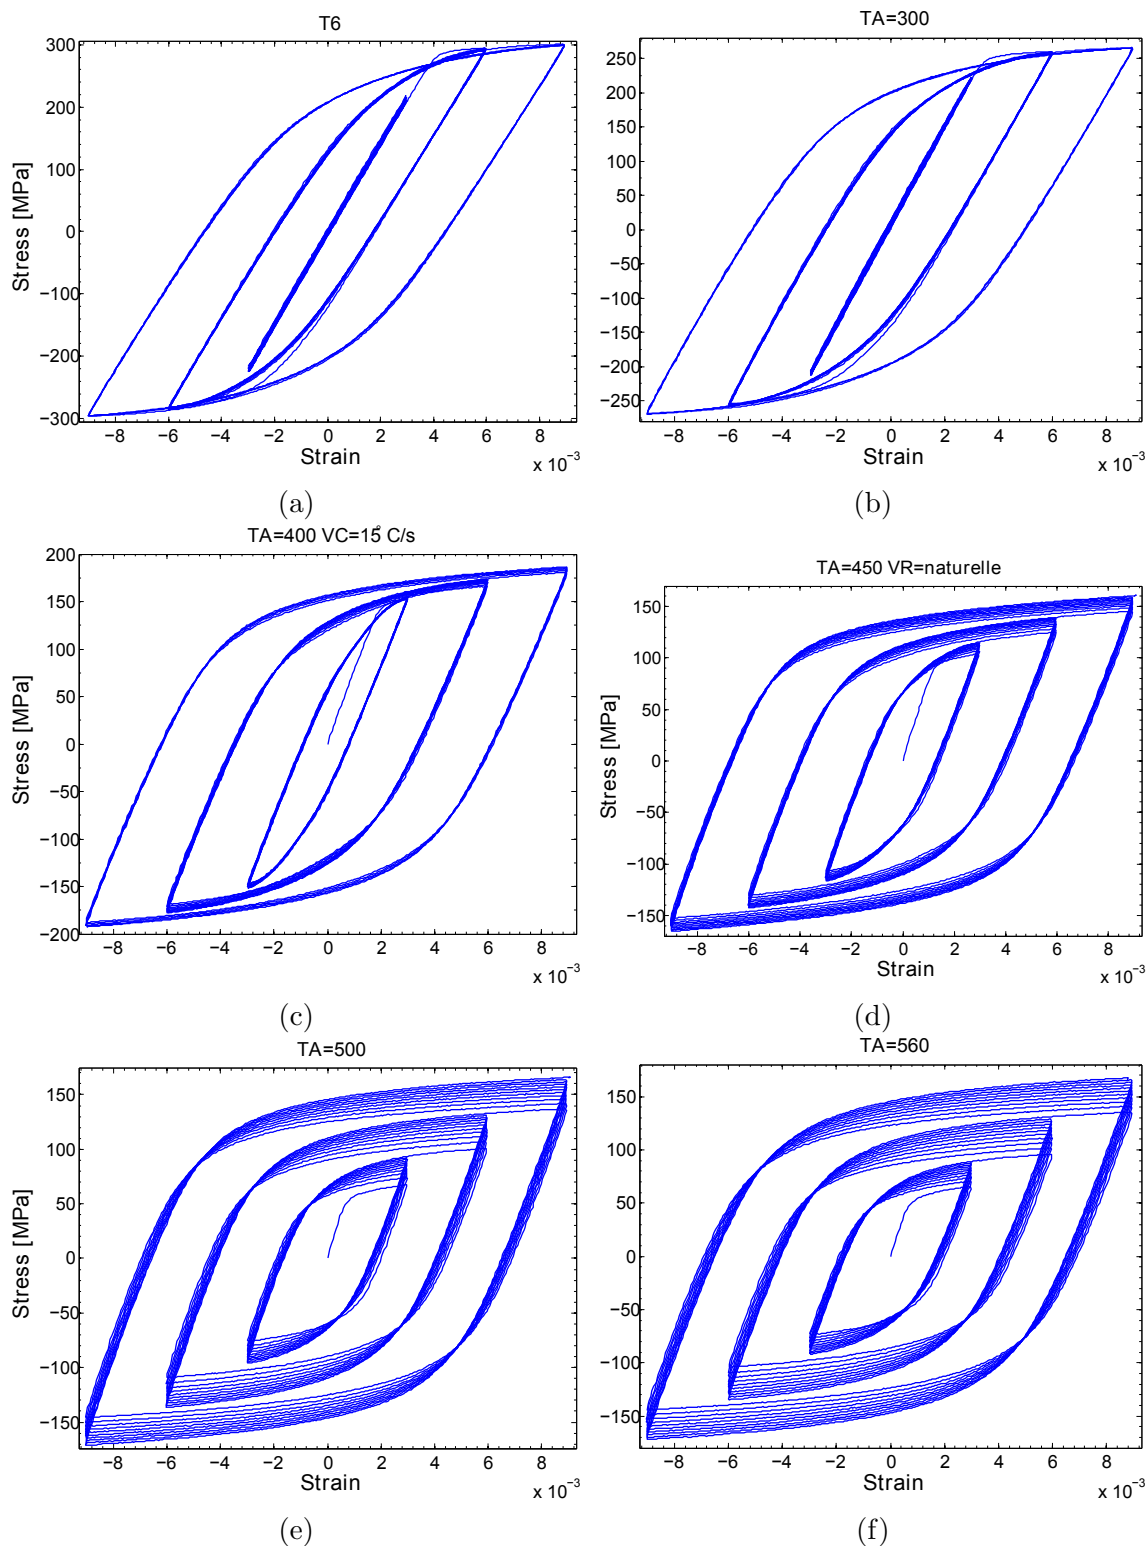 T6
300
200
100
0
−100
−200
−300
Stress [MPa]
−8 −6 −4 −2 0 2 4 6 8
Strain
x 10⁻³
(a)
TA=300
250
200
150
100
50
0
−50
−100
−150
−200
−250
−8 −6 −4 −2 0 2 4 6 8
Strain
x 10⁻³
(b)
TA=400 VC=15° C/s
200
150
100
50
0
−50
−100
−150
−200
Stress [MPa]
−8 −6 −4 −2 0 2 4 6 8
Strain
x 10⁻³
(c)
TA=450 VR=naturelle
150
100
50
0
−50
−100
−150
Stress [MPa]
−8 −6 −4 −2 0 2 4 6 8
Strain
x 10⁻³
(d)
TA=500
150
100
50
0
−50
−100
−150
Stress [MPa]
−8 −6 −4 −2 0 2 4 6 8
Strain
x 10⁻³
(e)
TA=560
150
100
50
0
−50
−100
−150
−8 −6 −4 −2 0 2 4 6 8
Strain
x 10⁻³
(f)